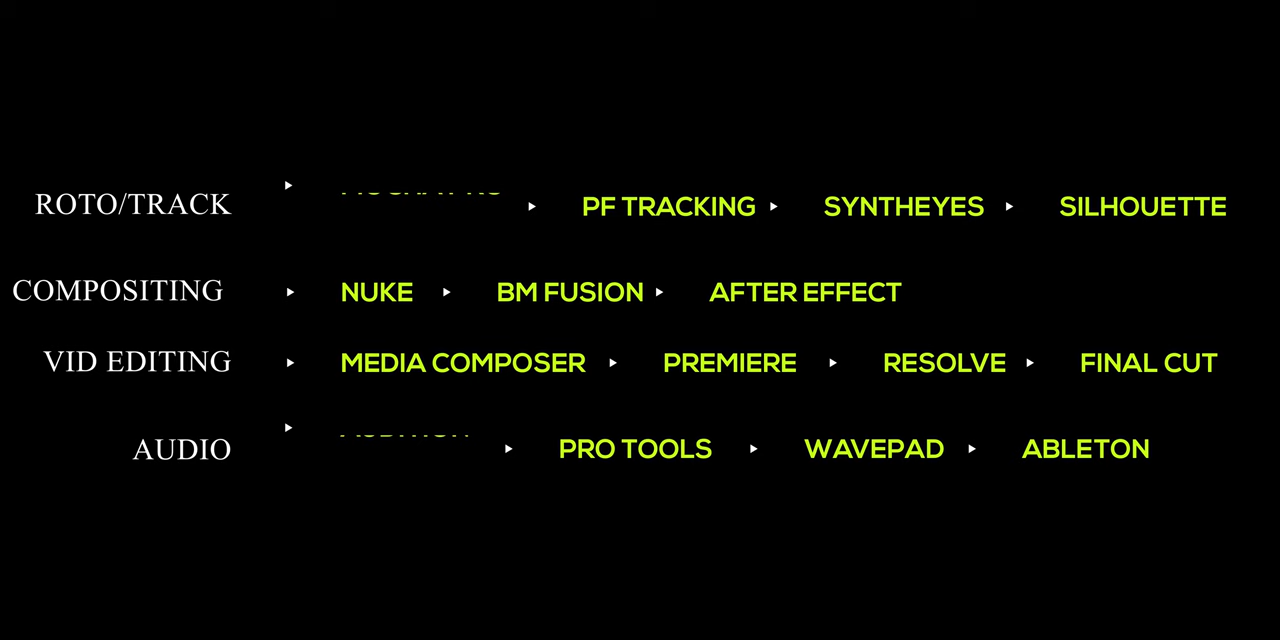 ROTO/TRACK PF TRACKING SYNTHEYES SILHOUETTE
COMPOSITING NUKE BM FUSION AFTER EFFECT
VID EDITING MEDIA COMPOSER PREMIERE RESOLVE FINAL CUT
AUDIO PRO TOOLS WAVEPAD ABLETON